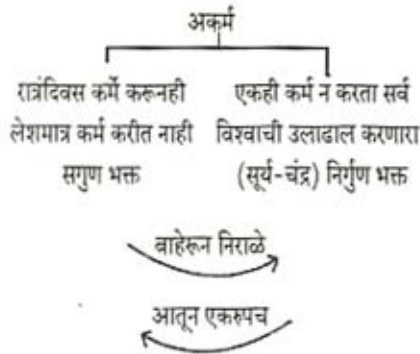 अकर्म
रात्रंदिवस कर्मे करूनही
लेशमात्र कर्म करीत नाही
सगुण भक्त
एकही कर्म न करता सर्व
विश्वाची उलाढाल करणारा
(सूर्य-चंद्र) निर्गुण भक्त
बाहेरून निराळे
आतून एकरुपच